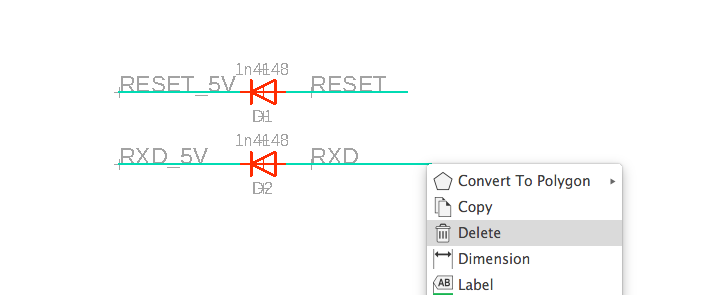 1n4148
RESET_5V RESET
D1
1n4148
RXD_5V RXD
D2
Convert To Polygon
Copy
Delete
Dimension
AB Label